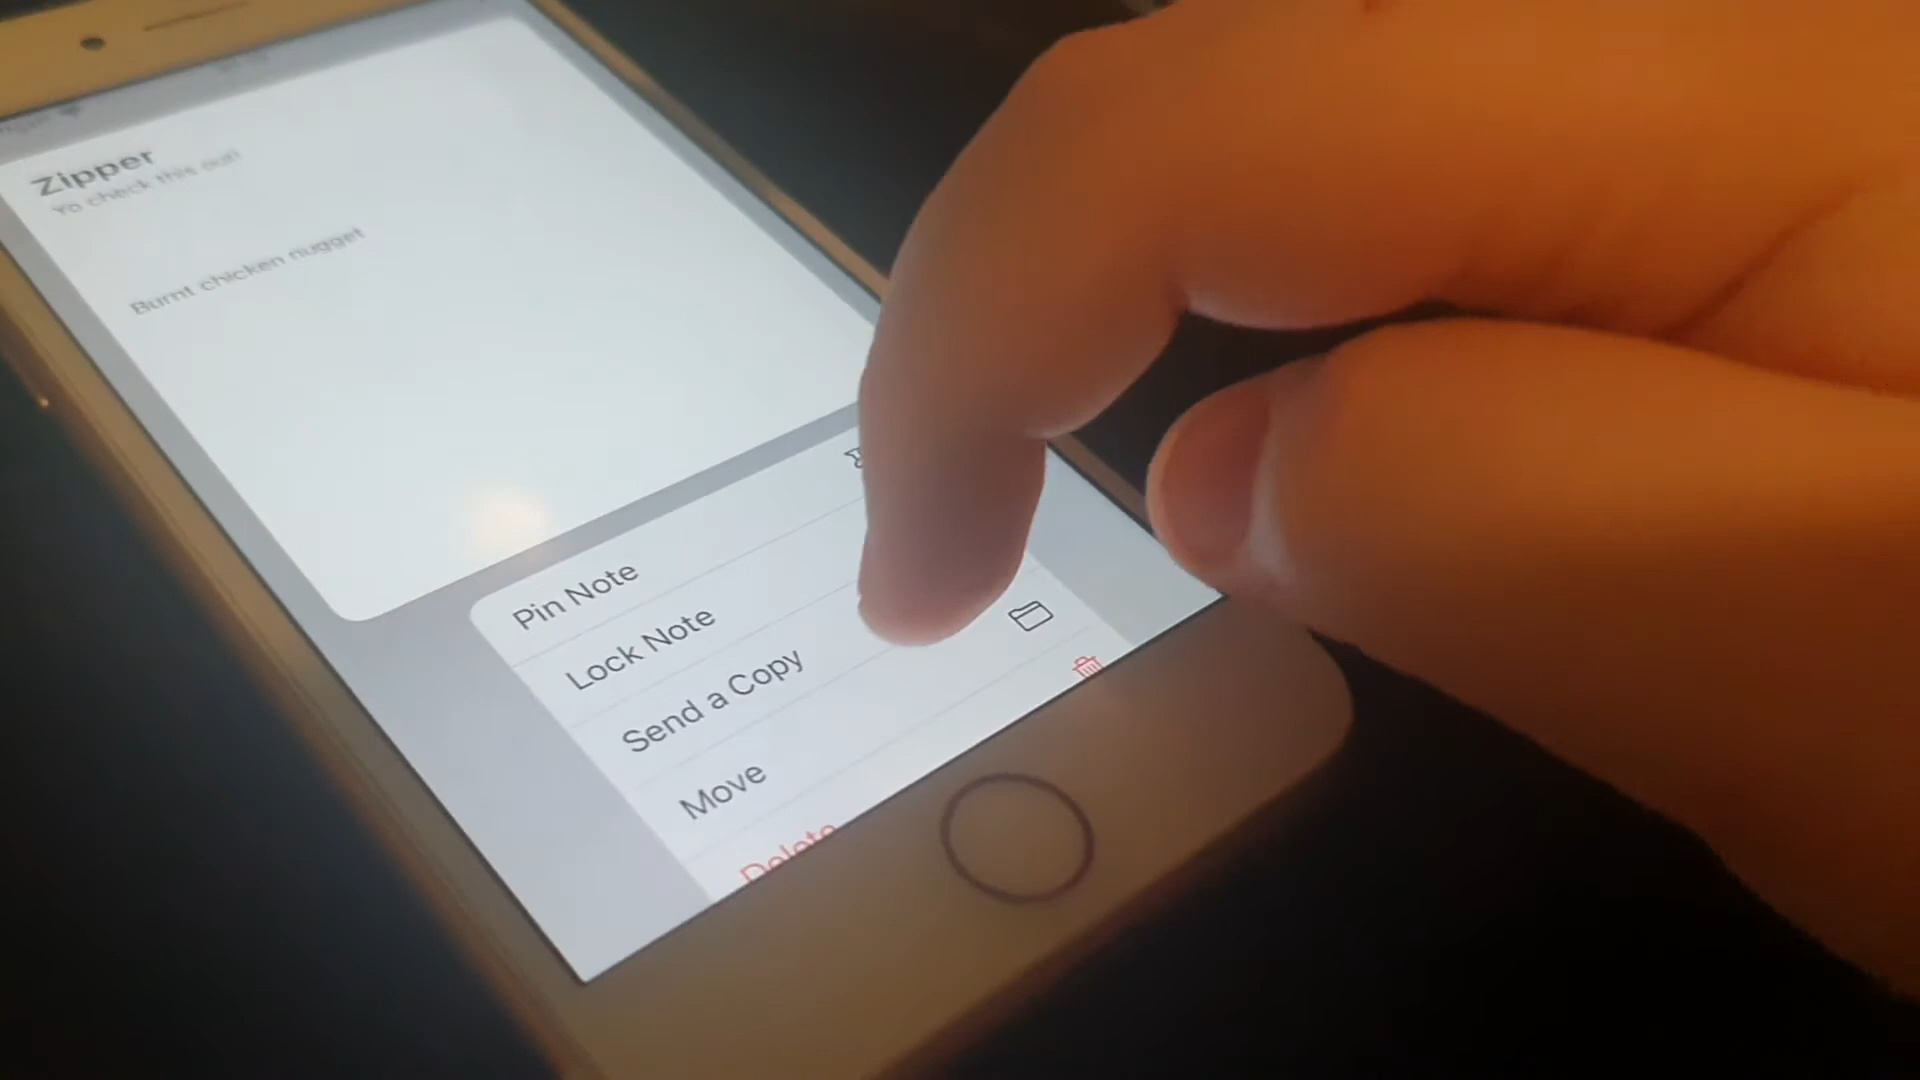 Zipper
Yo check this out!
Burnt chicken nugget
Pin Note
Lock Note
Send a Copy
Move
Delete